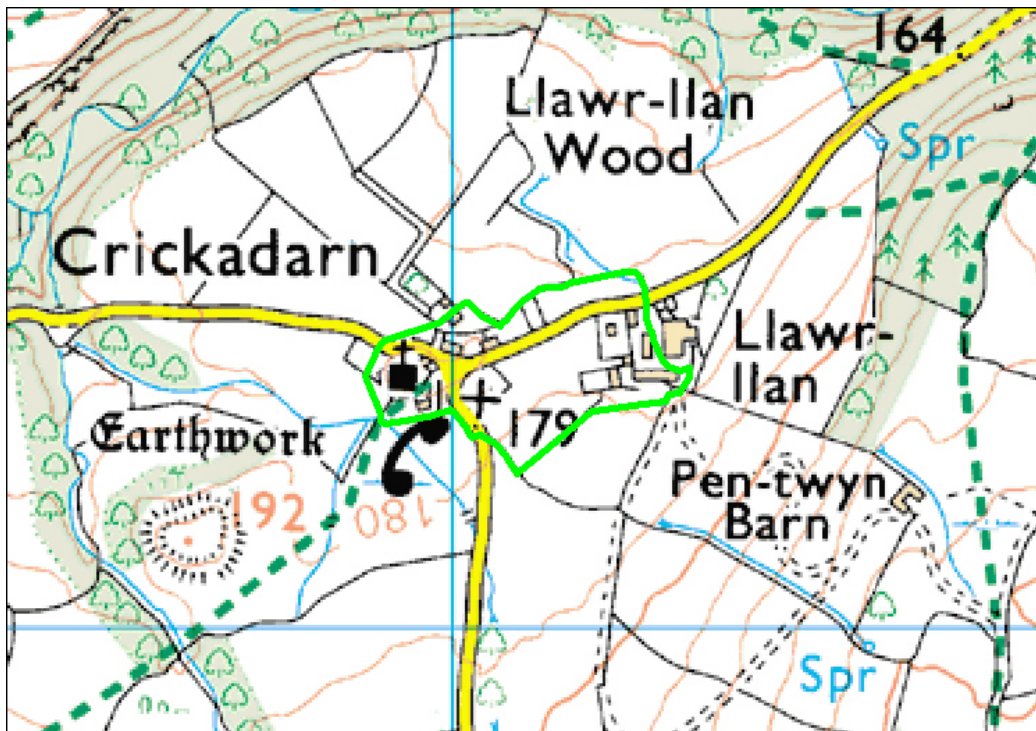 164
Llawr-llan
Wood
Spr
Crickadarn
Llawr-
llan
Earthwork
179
192
180
Pen-twyn
Barn
Spr